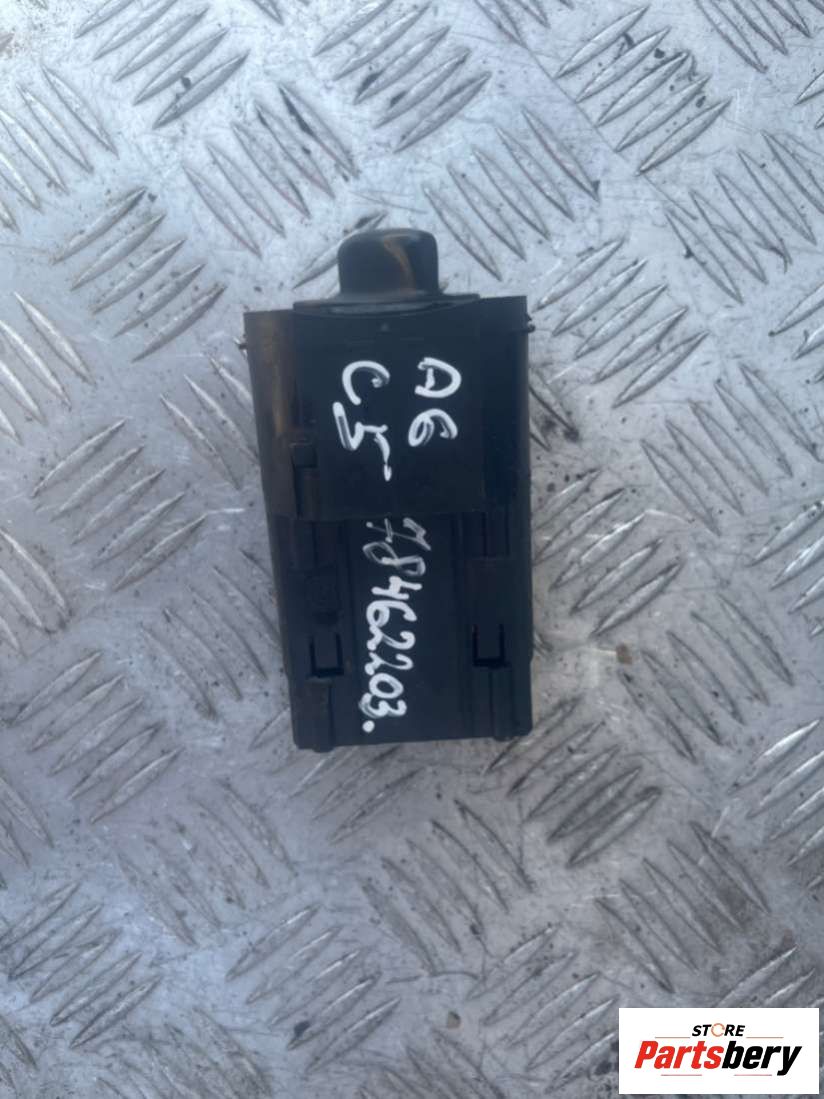 A6
C5
78462203.
STORE
Partsbery